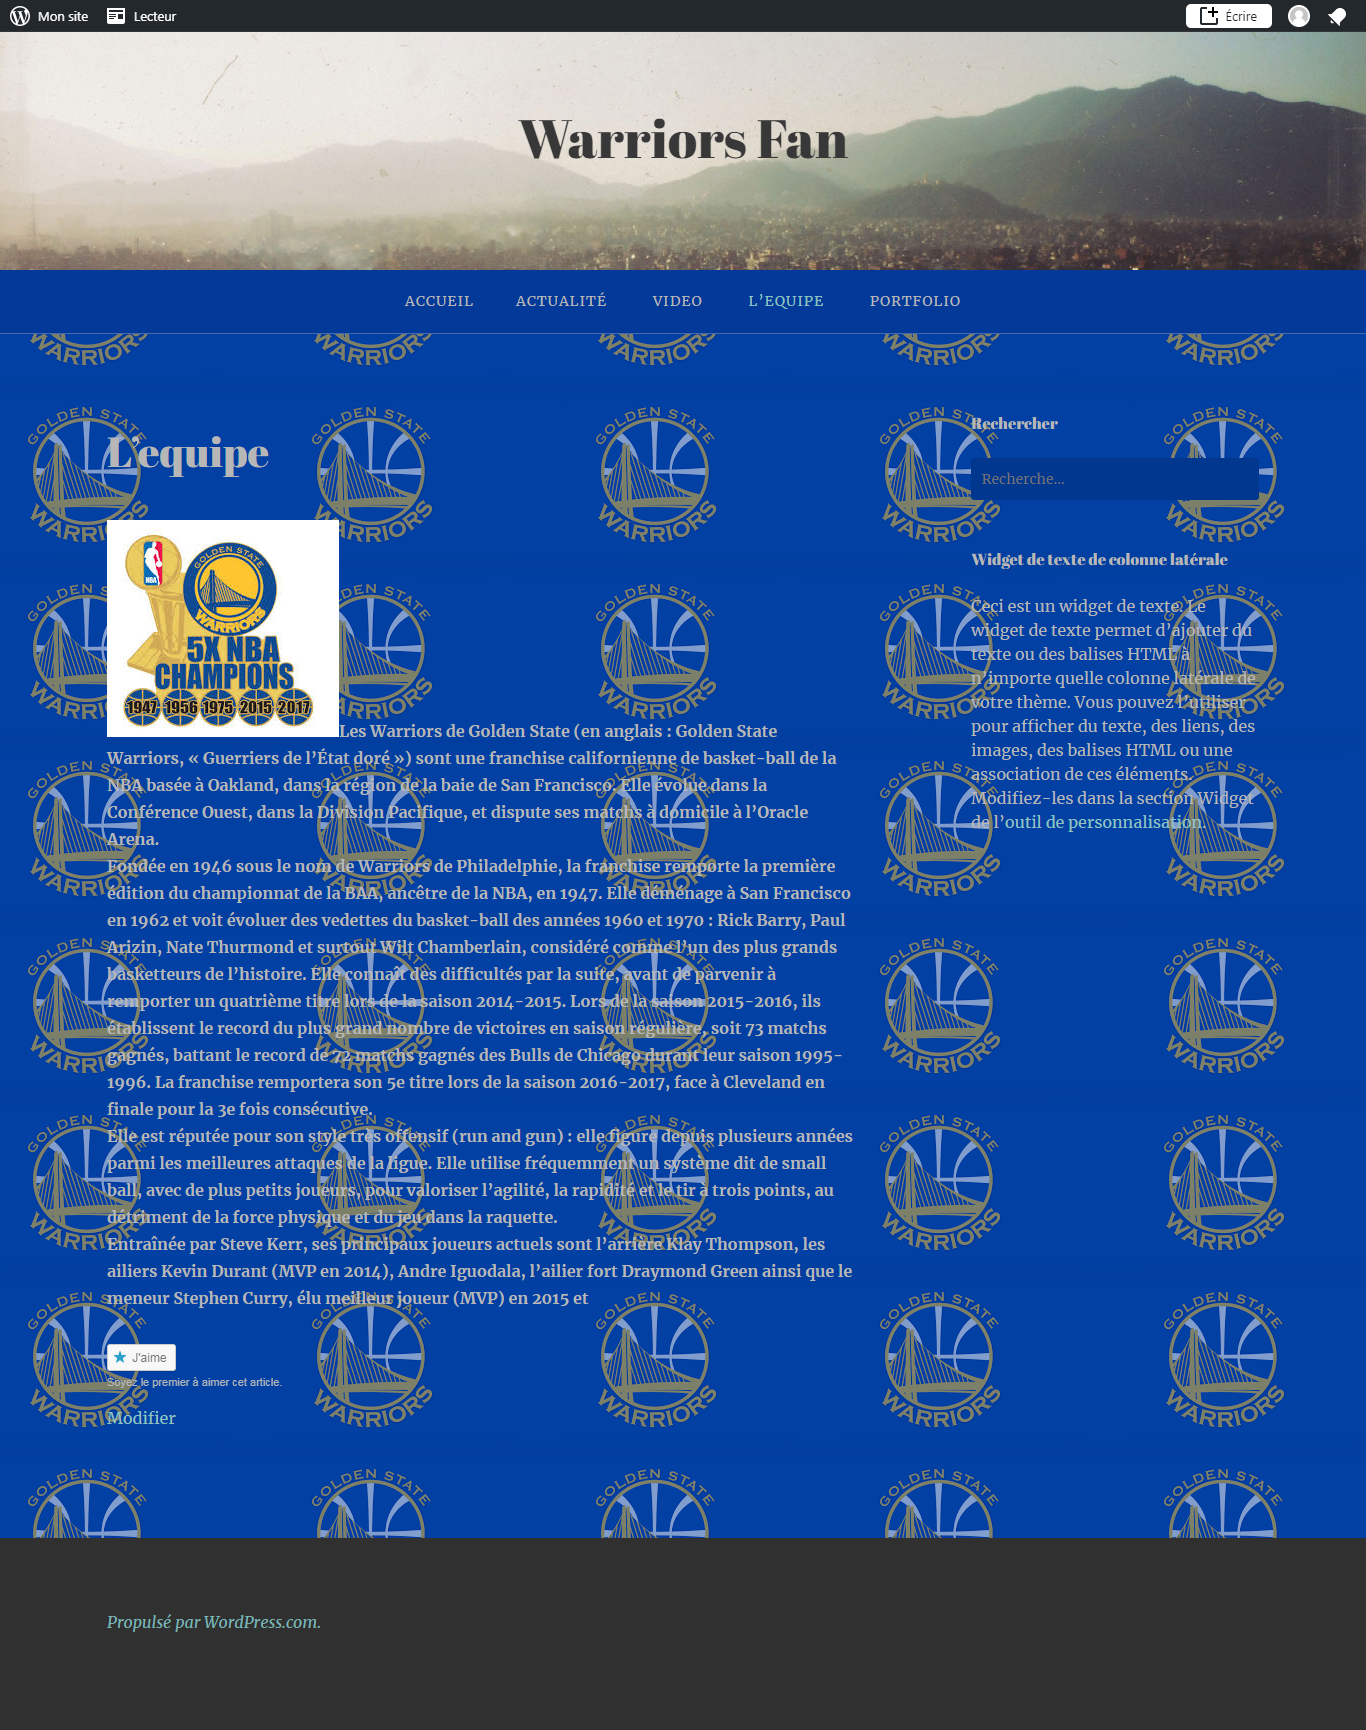 Mon site
Lecteur
Écrire
Warriors Fan
ACCUEIL
ACTUALITÉ
VIDEO
L’EQUIPE
PORTFOLIO
L’equipe
NBA
GOLDEN STATE
WARRIORS
5X NBA
CHAMPIONS
1947 1956 1975 2015 2017
Les Warriors de Golden State (en anglais : Golden State
Warriors, « Guerriers de l’État doré ») sont une franchise californienne de basket-ball de la
NBA basée à Oakland, dans la région de la baie de San Francisco. Elle évolue dans la
Conférence Ouest, dans la Division Pacifique, et dispute ses matchs à domicile à l’Oracle
Arena.
Fondée en 1946 sous le nom de Warriors de Philadelphie, la franchise remporte la première
édition du championnat de la BAA, ancêtre de la NBA, en 1947. Elle déménage à San Francisco
en 1962 et voit évoluer des vedettes du basket-ball des années 1960 et 1970 : Rick Barry, Paul
Arizin, Nate Thurmond et surtout Wilt Chamberlain, considéré comme l’un des plus grands
basketteurs de l’histoire. Elle connaît des difficultés par la suite, avant de parvenir à
remporter un quatrième titre lors de la saison 2014-2015. Lors de la saison 2015-2016, ils
établissent le record du plus grand nombre de victoires en saison régulière, soit 73 matchs
gagnés, battant le record de 72 matchs gagnés des Bulls de Chicago durant leur saison 1995-
1996. La franchise remportera son 5e titre lors de la saison 2016-2017, face à Cleveland en
finale pour la 3e fois consécutive.
Elle est réputée pour son style très offensif (run and gun) : elle figure depuis plusieurs années
parmi les meilleures attaques de la ligue. Elle utilise fréquemment un système dit de small
ball, avec de plus petits joueurs, pour valoriser l’agilité, la rapidité et le tir à trois points, au
détriment de la force physique et du jeu dans la raquette.
Entraînée par Steve Kerr, ses principaux joueurs actuels sont l’arrière Klay Thompson, les
ailiers Kevin Durant (MVP en 2014), Andre Iguodala, l’ailier fort Draymond Green ainsi que le
meneur Stephen Curry, élu meilleur joueur (MVP) en 2015 et
J'aime
Soyez le premier à aimer cet article.
Modifier
Rechercher
Recherche…
Widget de texte de colonne latérale
Ceci est un widget de texte. Le
widget de texte permet d’ajouter du
texte ou des balises HTML à
n’importe quelle colonne latérale de
votre thème. Vous pouvez l’utiliser
pour afficher du texte, des liens, des
images, des balises HTML ou une
association de ces éléments.
Modifiez-les dans la section Widget
de l’outil de personnalisation.
GOLDEN STATE
WARRIORS
Propulsé par WordPress.com.